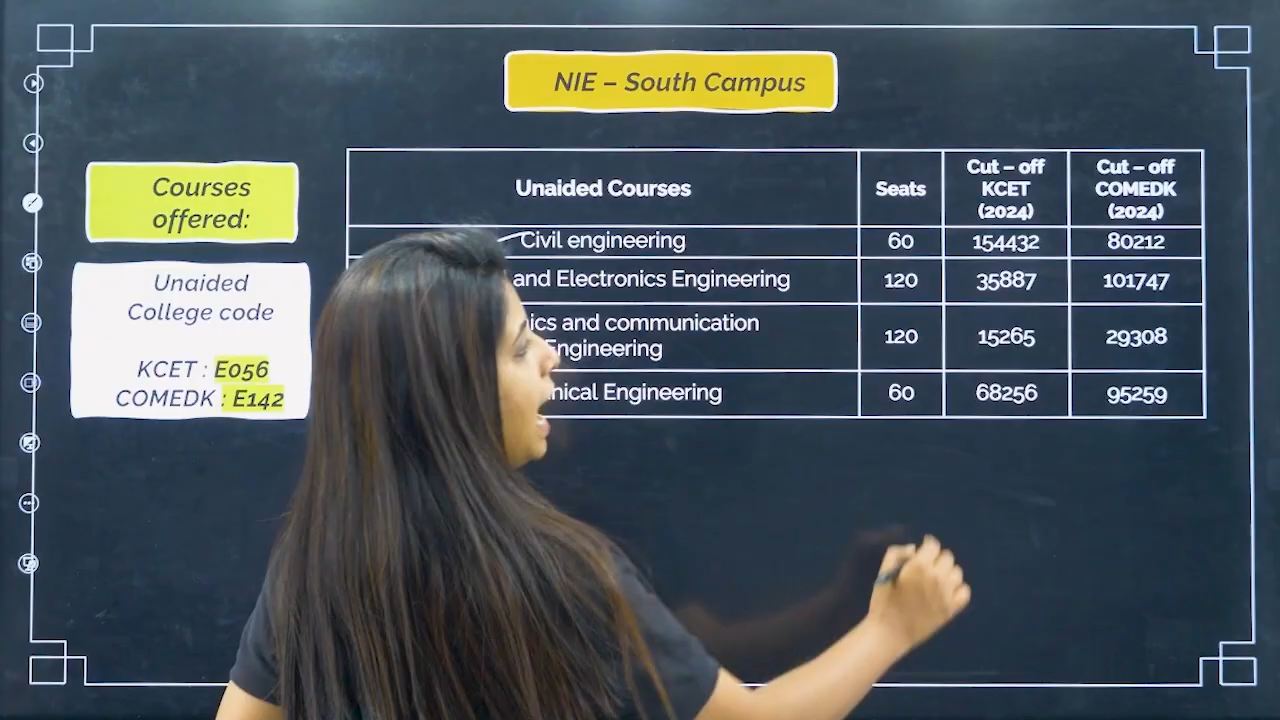 NIE – South Campus
Courses
offered:
Unaided
College code
KCET : E056
COMEDK : E142
Unaided Courses
Seats
Cut – off
KCET
(2024)
Cut – off
COMEDK
(2024)
Civil engineering
60
154432
80212
and Electronics Engineering
120
35887
101747
and communication
Engineering
120
15265
29308
Engineering
60
68256
95259